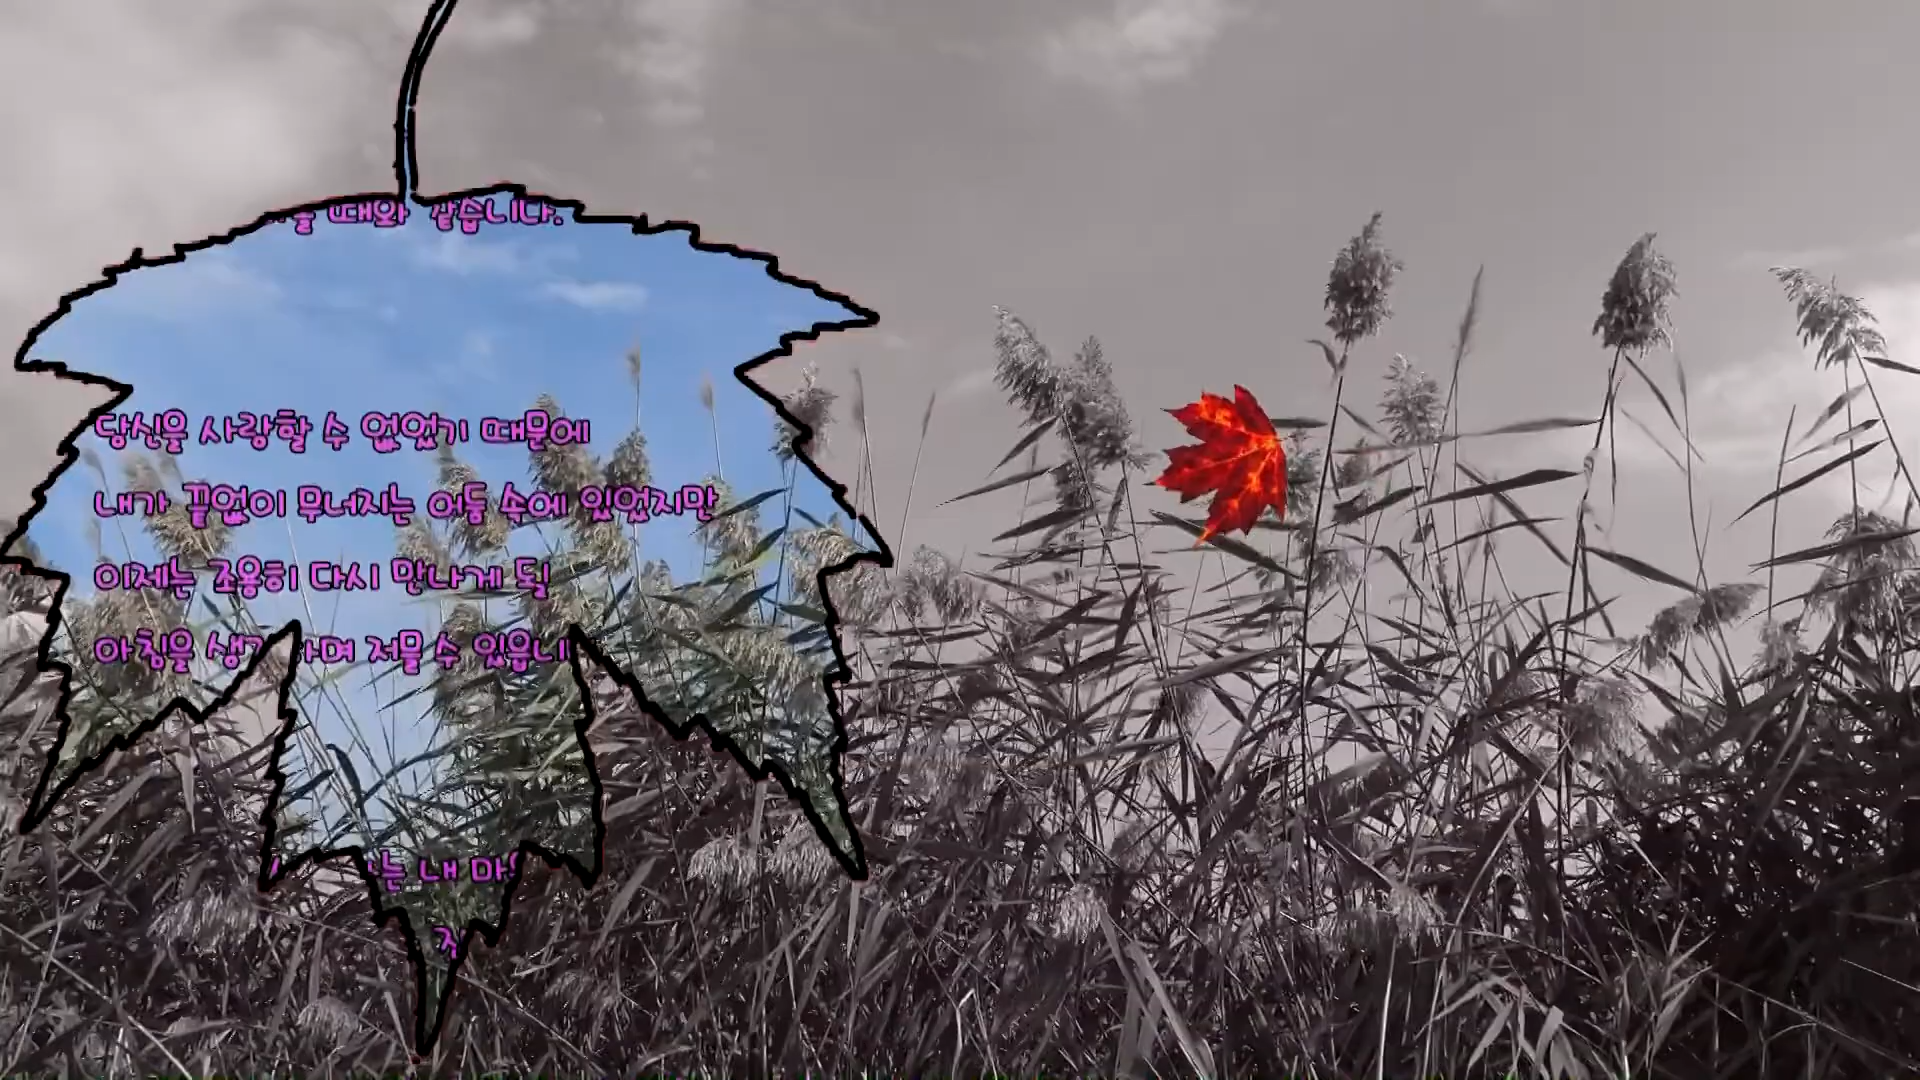 때와 같습니다.
당신을 사랑할 수 없었기 때문에
내가 끝없이 무너지는 어둠 속에 있었지만
이제는 조용히 다시 만나게 될
아침을 생각하며 저물 수 있읍니
는 내 마